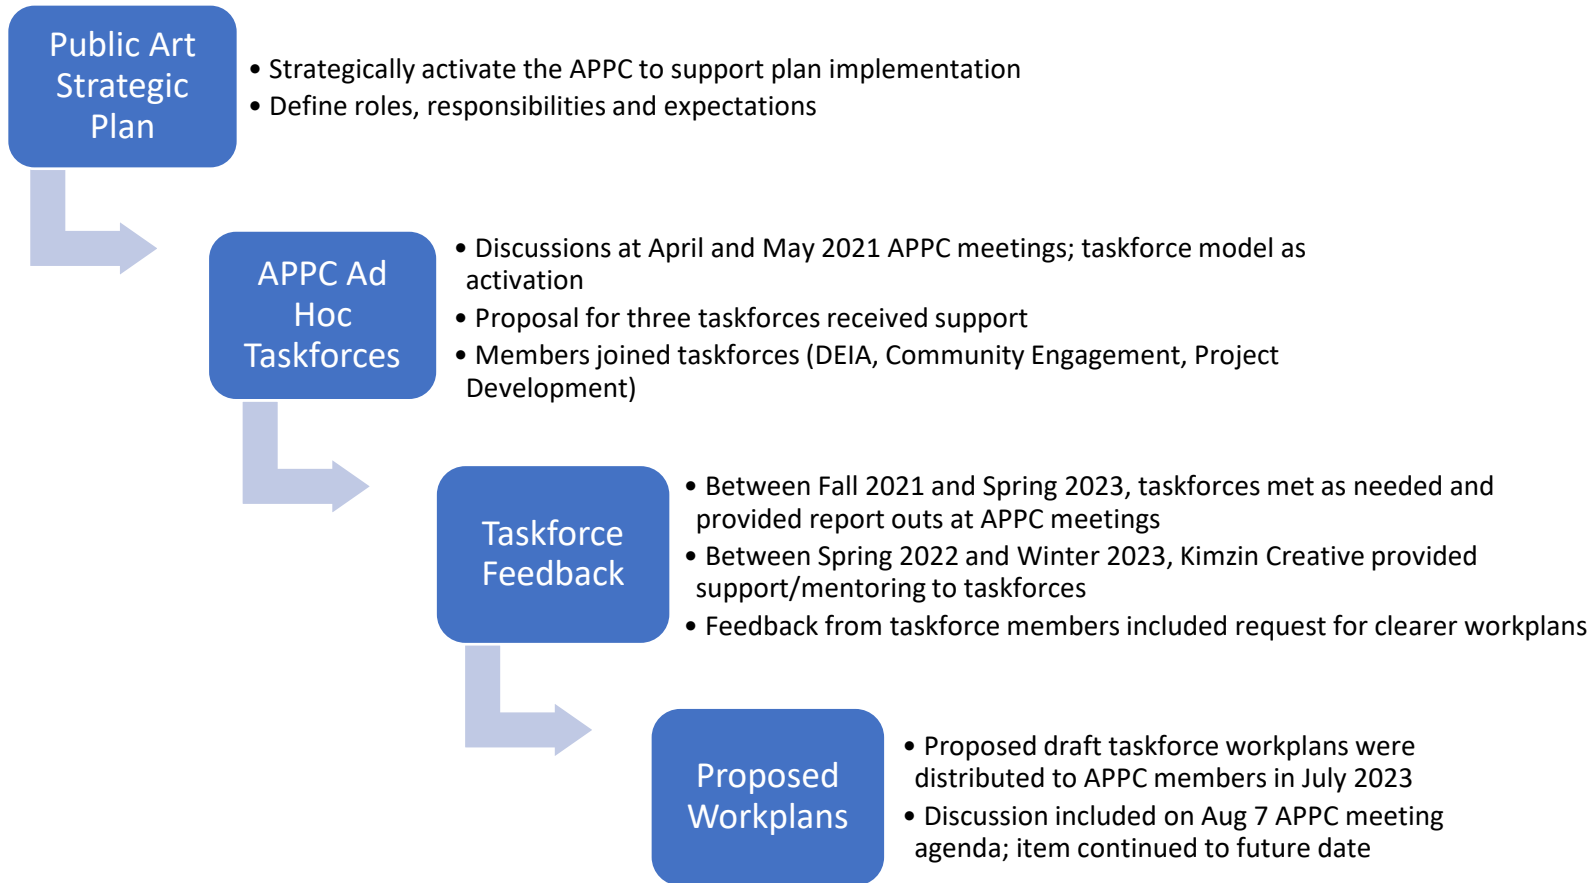 Public Art
Strategic
Plan
• Strategically activate the APPC to support plan implementation
• Define roles, responsibilities and expectations
APPC Ad
Hoc
Taskforces
• Discussions at April and May 2021 APPC meetings; taskforce model as
activation
• Proposal for three taskforces received support
• Members joined taskforces (DEIA, Community Engagement, Project
Development)
Taskforce
Feedback
• Between Fall 2021 and Spring 2023, taskforces met as needed and
provided report outs at APPC meetings
• Between Spring 2022 and Winter 2023, Kimzin Creative provided
support/mentoring to taskforces
• Feedback from taskforce members included request for clearer workplans
Proposed
Workplans
• Proposed draft taskforce workplans were
distributed to APPC members in July 2023
• Discussion included on Aug 7 APPC meeting
agenda; item continued to future date